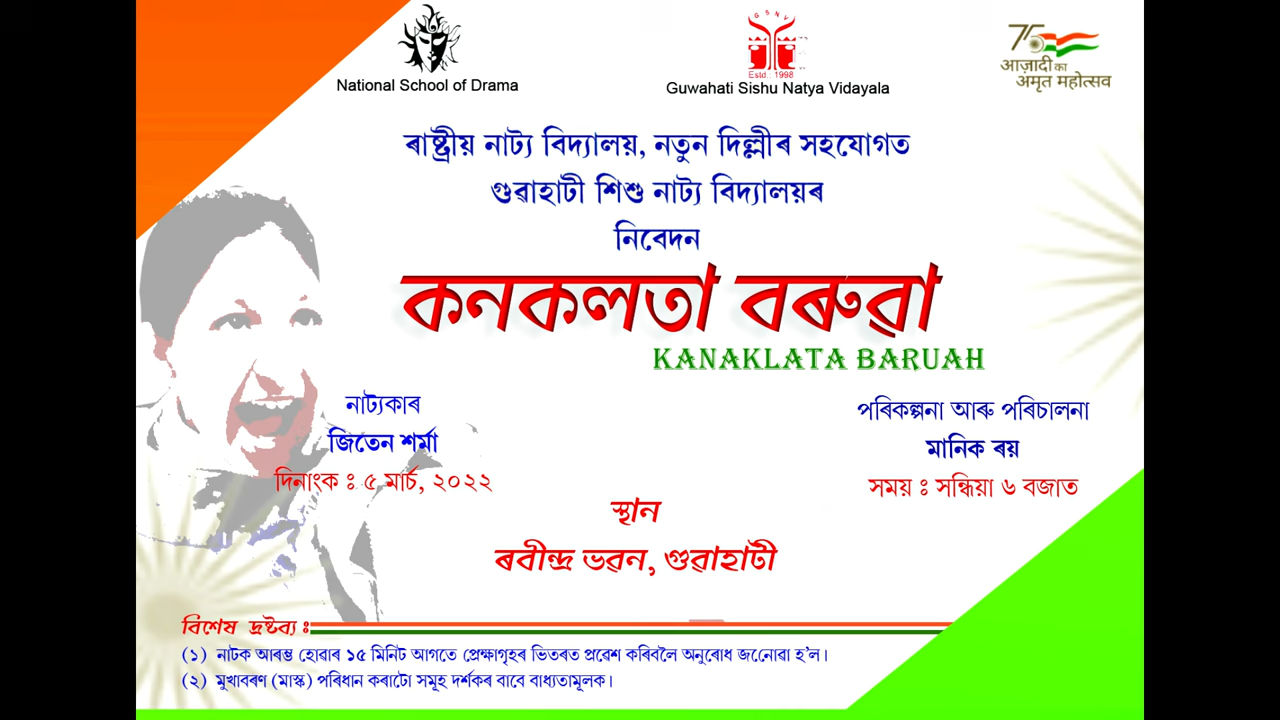 National School of Drama
GSNV
Estd. 1998
Guwahati Sishu Natya Vidayala
75
आज़ादी का
अमृत महोत्सव
ৰাষ্ট্ৰীয় নাট্য বিদ্যালয়, নতুন দিল্লীৰ সহযোগত
গুৱাহাটী শিশু নাট্য বিদ্যালয়ৰ
নিবেদন
কনকলতা বৰুৱা
KANAKLATA BARUAH
নাট্যকাৰ
জিতেন শৰ্মা
দিনাংক ঃ ৫ মাৰ্চ, ২০২২
পৰিকল্পনা আৰু পৰিচালনা
মানিক ৰয়
সময় ঃ সন্ধিয়া ৬ বজাত
স্থান
ৰবীন্দ্ৰ ভৱন, গুৱাহাটী
বিশেষ দ্ৰষ্টব্য ঃ
(১) নাটক আৰম্ভ হোৱাৰ ১৫ মিনিট আগতে প্ৰেক্ষাগৃহৰ ভিতৰত প্ৰৱেশ কৰিবলৈ অনুৰোধ জনোৱা হ'ল।
(২) মুখাবৰণ (মাস্ক) পৰিধান কৰাটো সমূহ দৰ্শকৰ বাবে বাধ্যতামূলক।